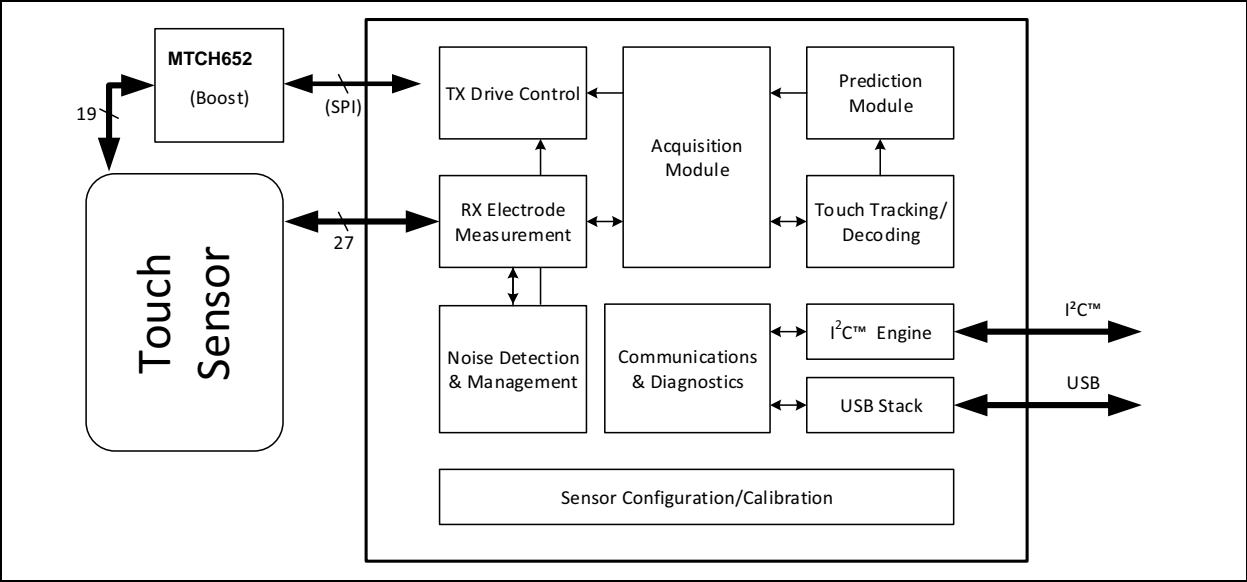 MTCH652
(Boost)
19
(SPI)
27
Touch
Sensor
TX Drive Control
Acquisition
Module
Prediction
Module
RX Electrode
Measurement
Touch Tracking/
Decoding
Noise Detection
& Management
Communications
& Diagnostics
I²C™ Engine
I²C™
USB Stack
USB
Sensor Configuration/Calibration